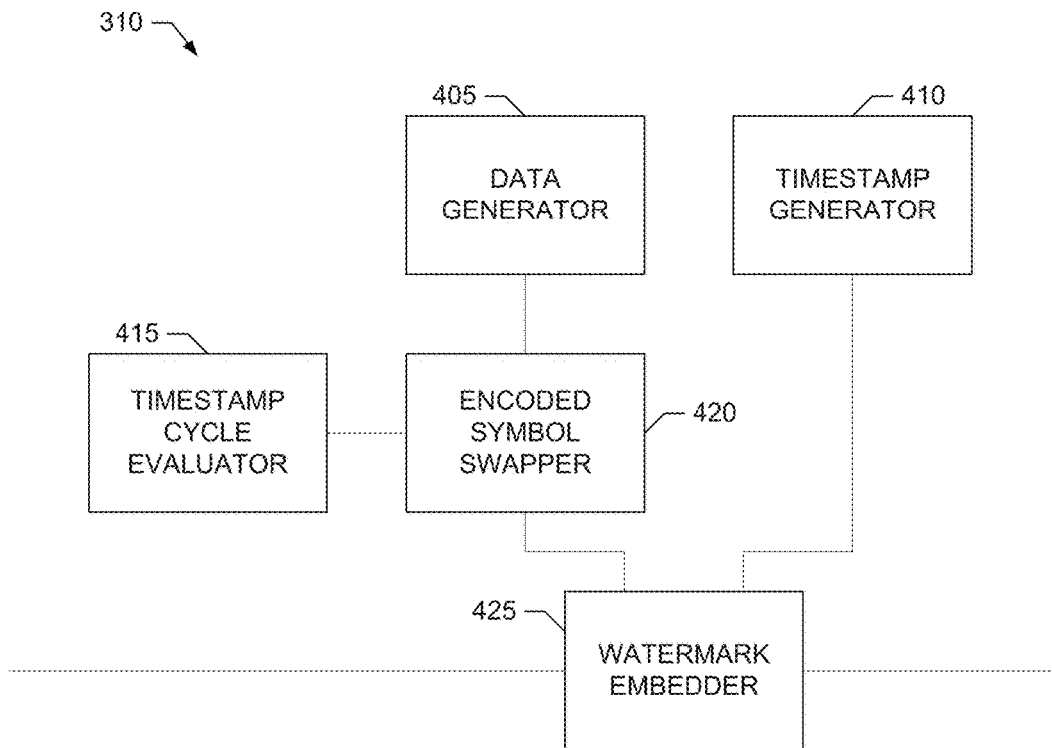 310
405
410
DATA
GENERATOR
TIMESTAMP
GENERATOR
415
TIMESTAMP
CYCLE
EVALUATOR
ENCODED
SYMBOL
SWAPPER
420
425
WATERMARK
EMBEDDER